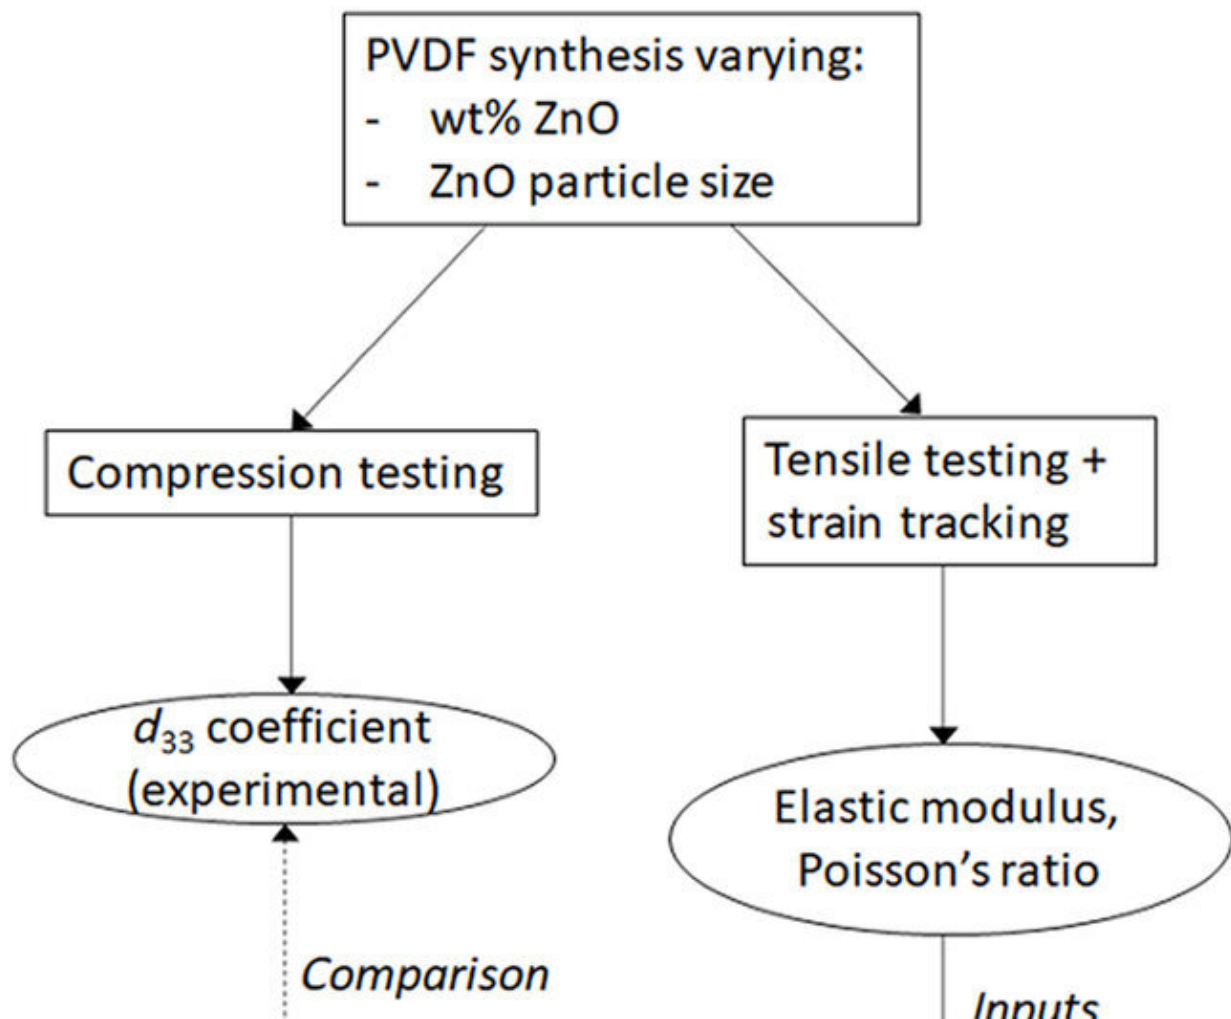 PVDF synthesis varying:
- wt% ZnO
- ZnO particle size
Compression testing
Tensile testing +
strain tracking
d₃₃ coefficient
(experimental)
Elastic modulus,
Poisson’s ratio
Comparison
Inputs